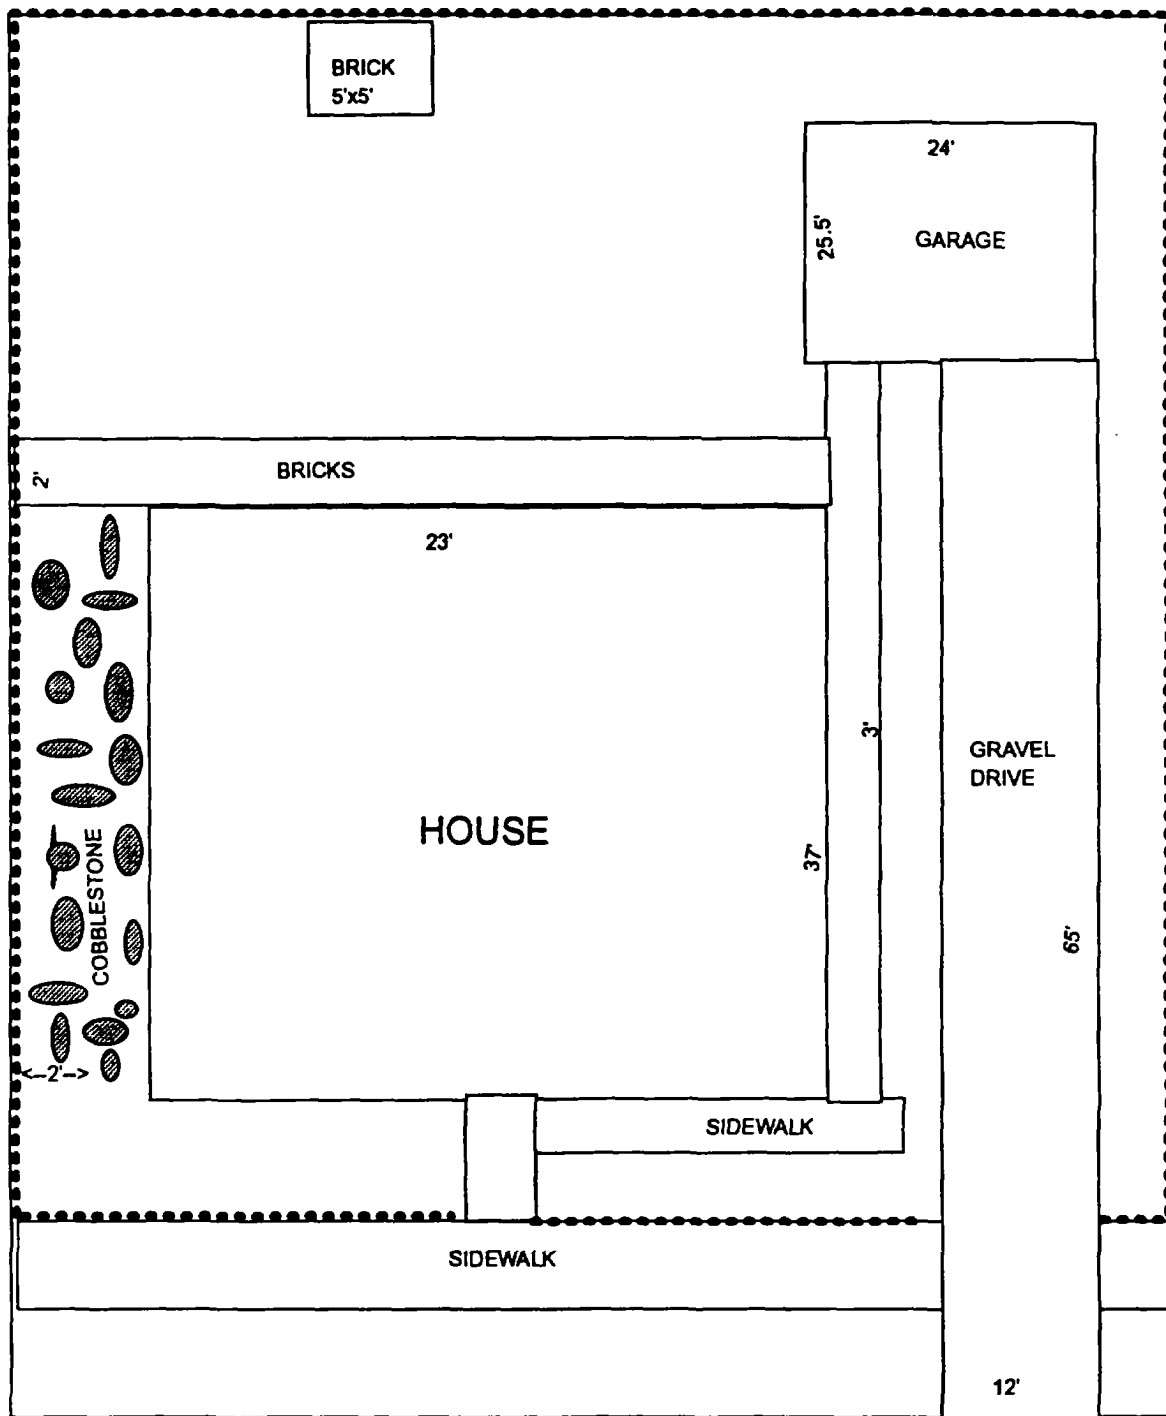 BRICK
5'x5'
24'
25.5'
GARAGE
BRICKS
2'
23'
3'
GRAVEL
DRIVE
HOUSE
37'
COBBLESTONE
65'
<--2'-->
SIDEWALK
SIDEWALK
12'